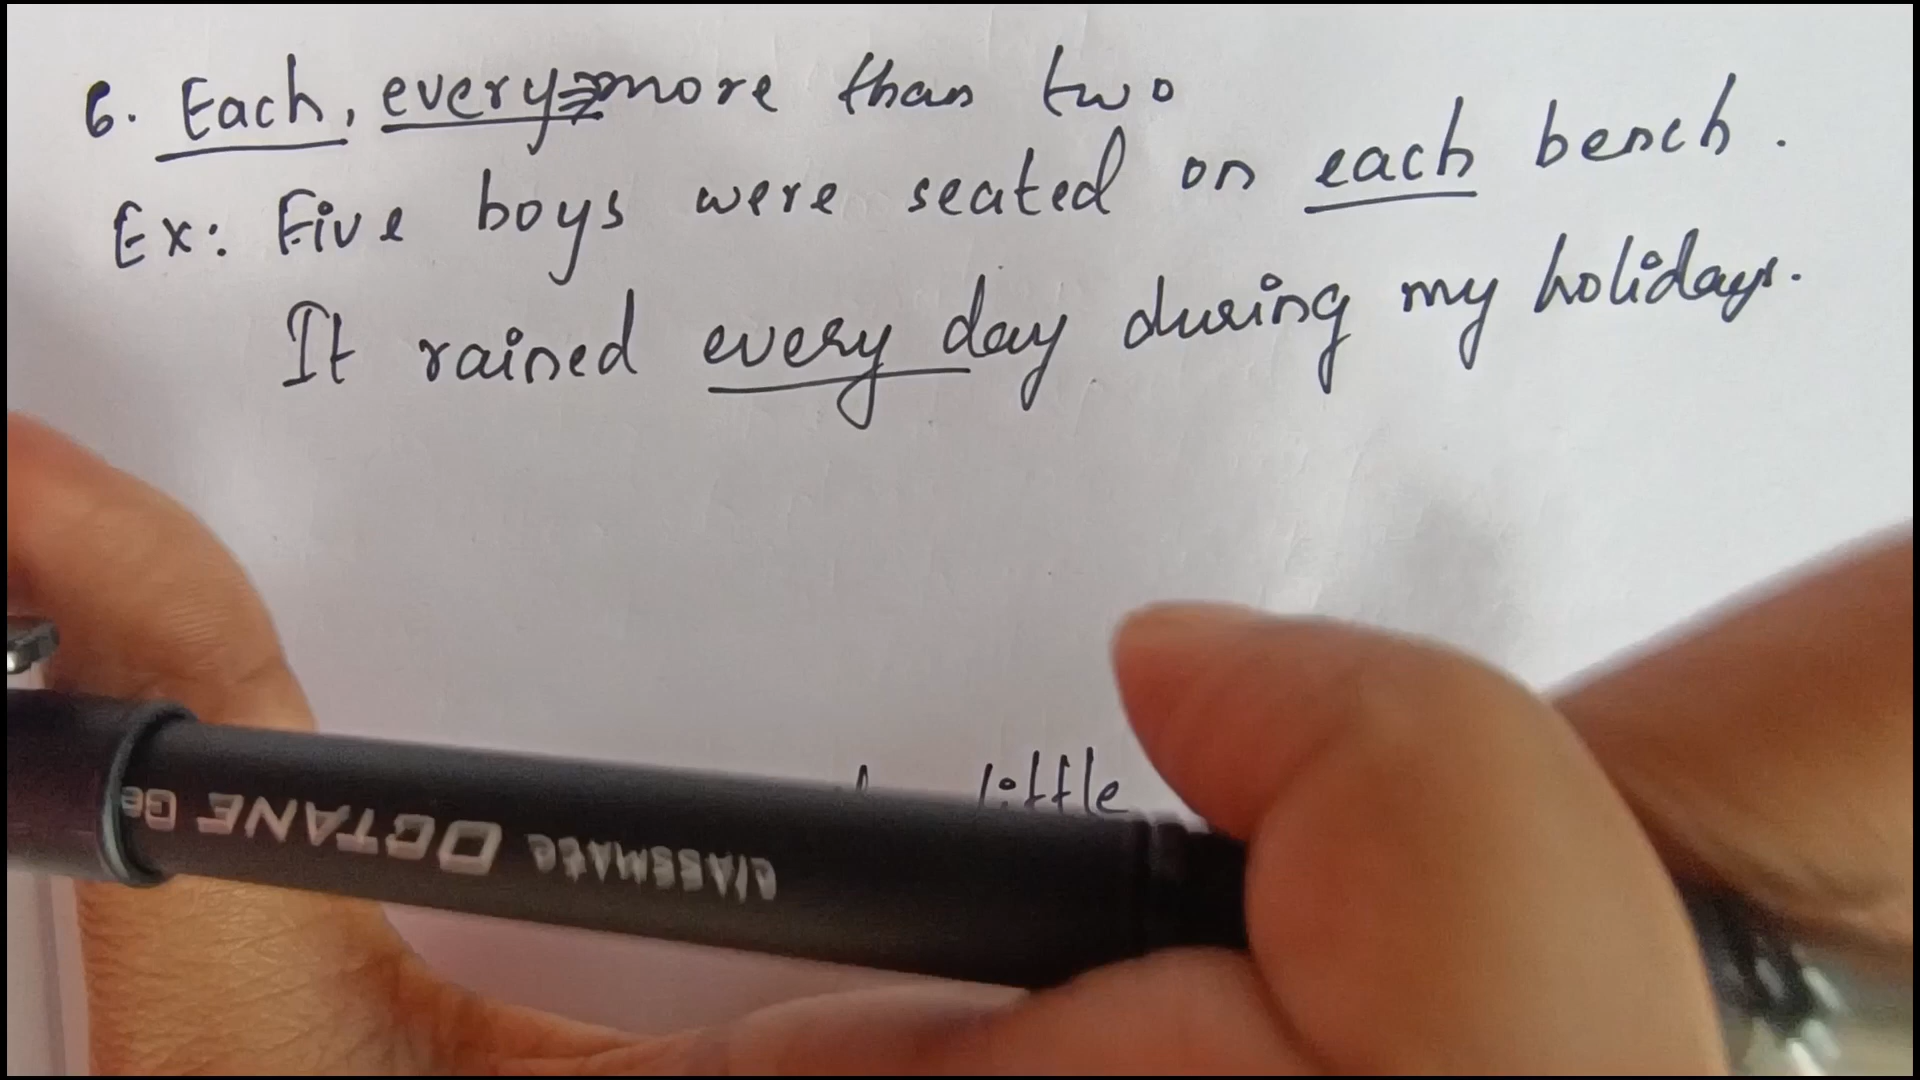 6. Each, every⇒more than two
Ex: Five boys were seated on each bench.
It rained every day during my holidays.
little
classmate OCTANE Ge